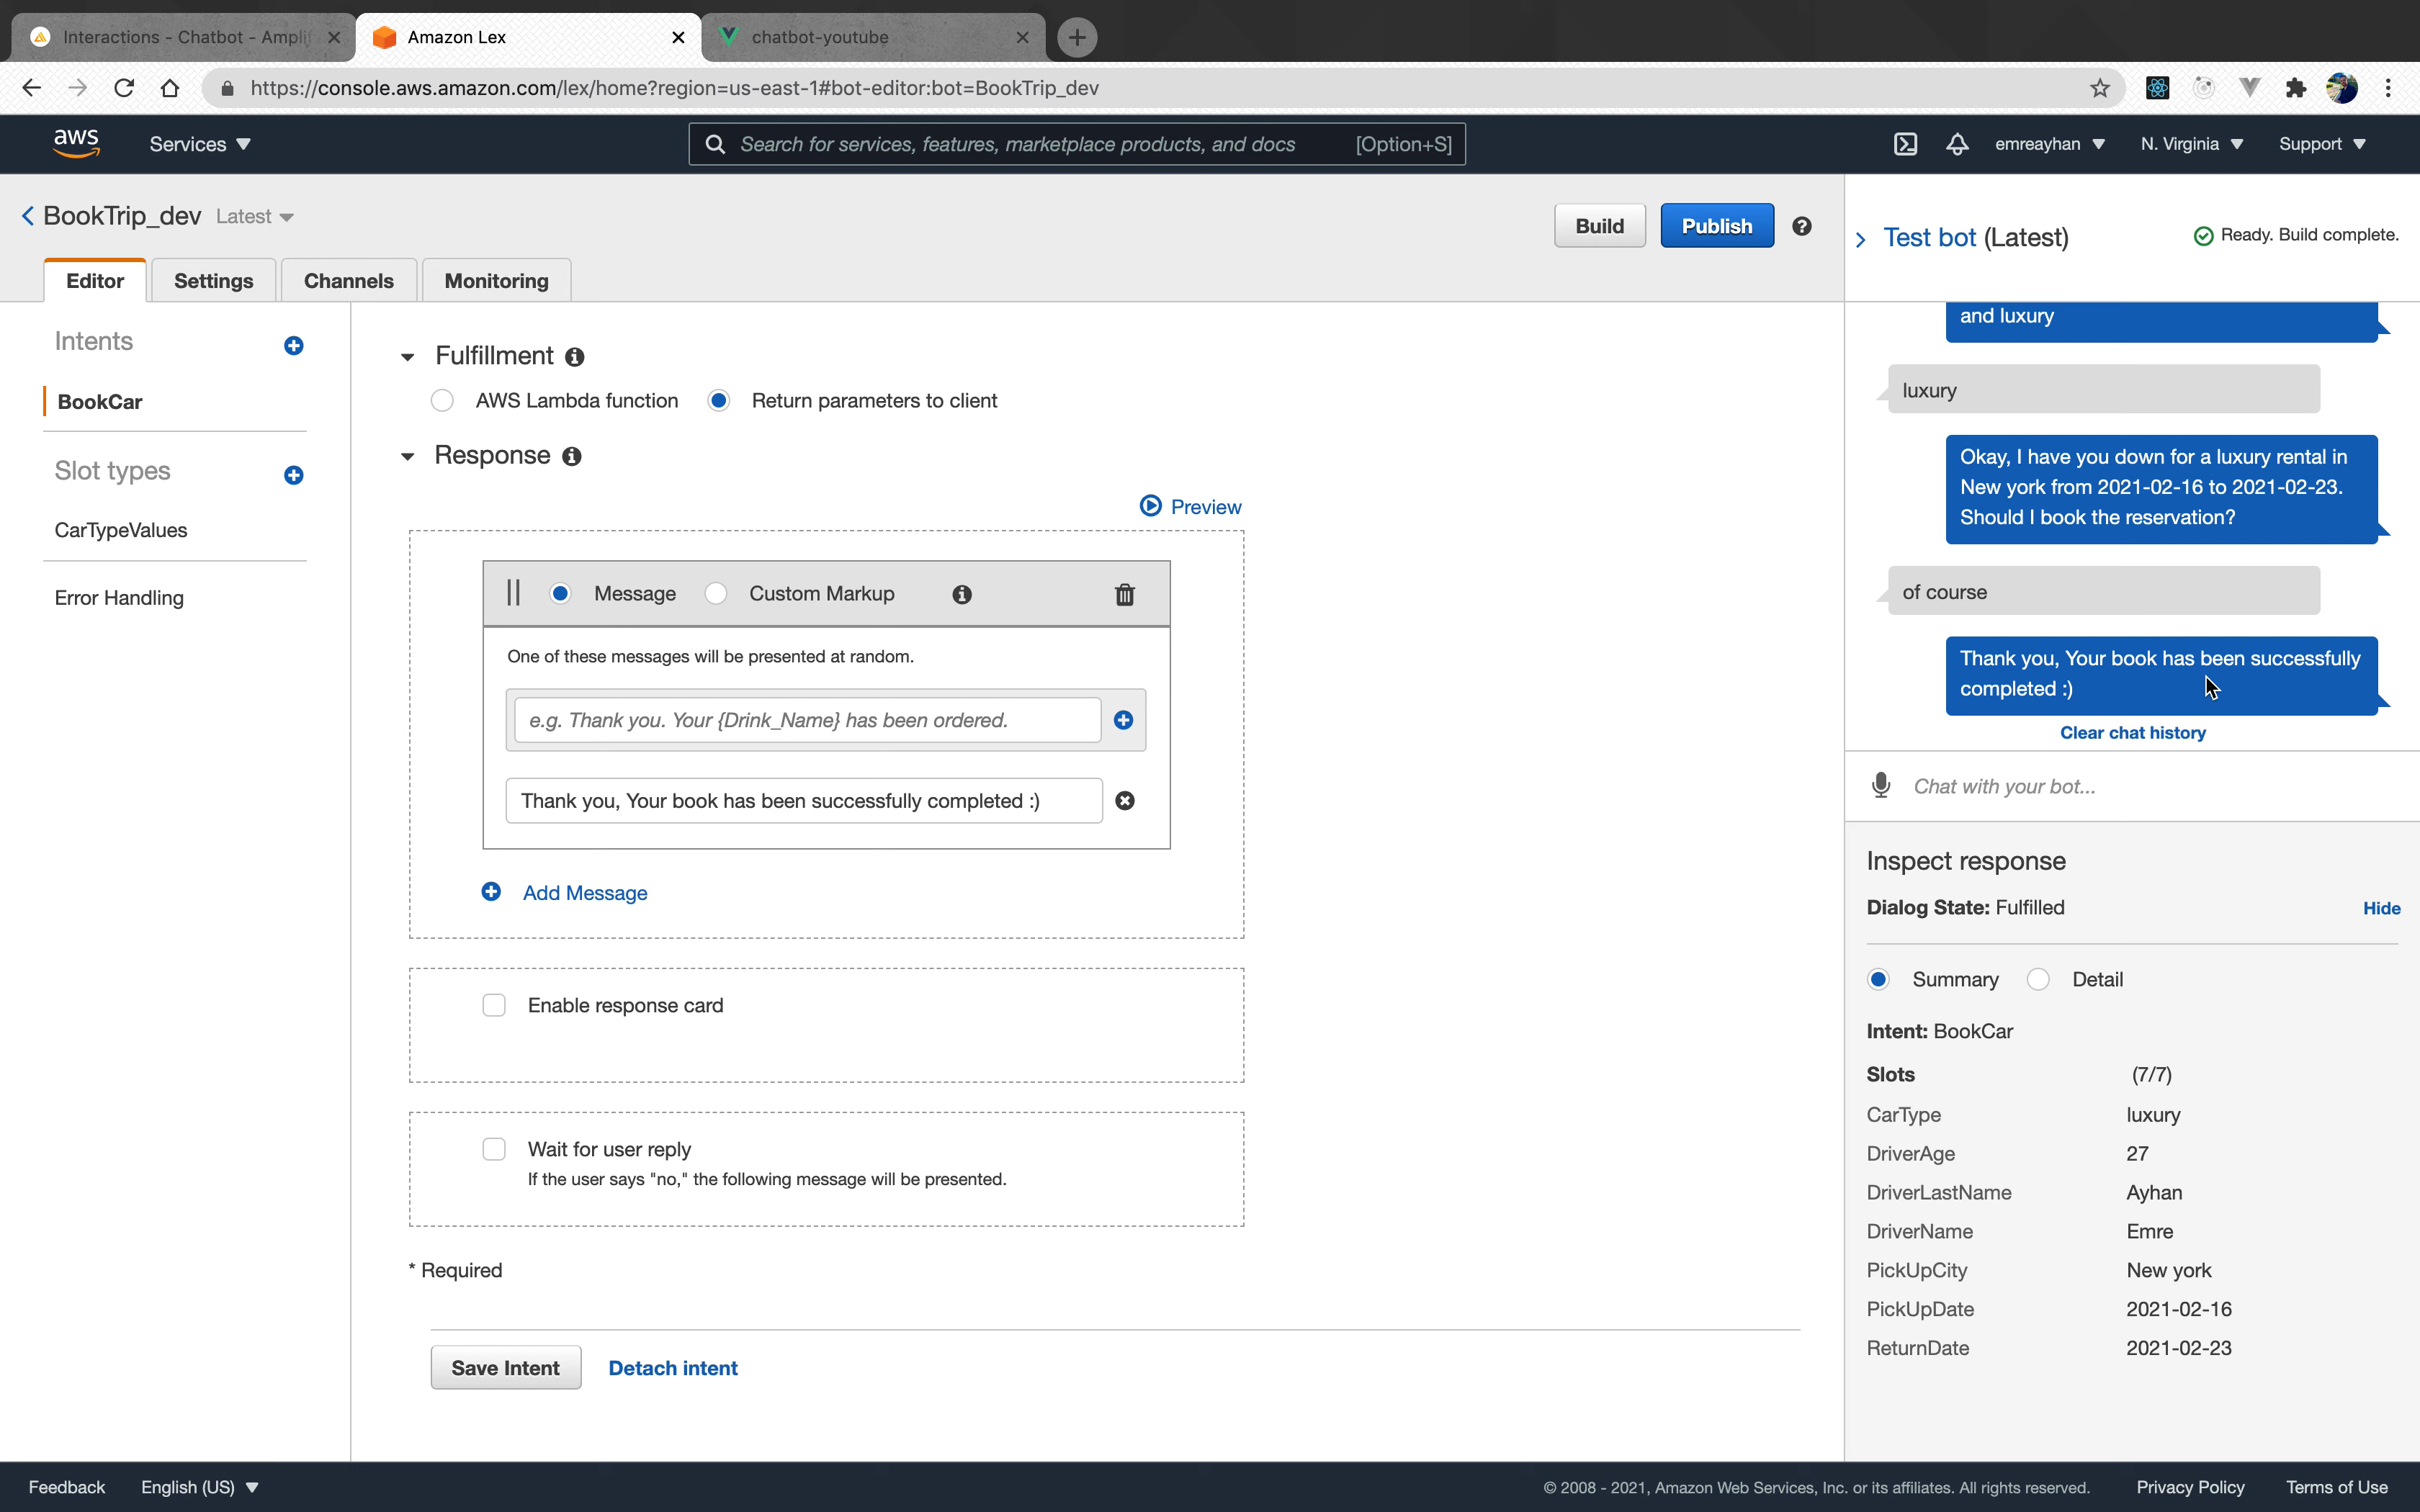 Interactions - Chatbot - Ampli
Amazon Lex
chatbot-youtube
https://console.aws.amazon.com/lex/home?region=us-east-1#bot-editor:bot=BookTrip_dev
aws
Services
Search for services, features, marketplace products, and docs [Option+S]
emreayhan
N. Virginia
Support
BookTrip_dev Latest
Build
Publish
Editor
Settings
Channels
Monitoring
Intents
BookCar
Slot types
CarTypeValues
Error Handling
Fulfillment
AWS Lambda function
Return parameters to client
Response
Preview
Message
Custom Markup
One of these messages will be presented at random.
e.g. Thank you. Your {Drink_Name} has been ordered.
Thank you, Your book has been successfully completed :)
Add Message
Enable response card
Wait for user reply
If the user says "no," the following message will be presented.
* Required
Save Intent
Detach intent
Test bot (Latest)
Ready. Build complete.
and luxury
luxury
Okay, I have you down for a luxury rental in
New york from 2021-02-16 to 2021-02-23.
Should I book the reservation?
of course
Thank you, Your book has been successfully
completed :)
Clear chat history
Chat with your bot...
Inspect response
Dialog State: Fulfilled
Hide
Summary
Detail
Intent: BookCar
Slots (7/7)
CarType luxury
DriverAge 27
DriverLastName Ayhan
DriverName Emre
PickUpCity New york
PickUpDate 2021-02-16
ReturnDate 2021-02-23
Feedback
English (US)
© 2008 - 2021, Amazon Web Services, Inc. or its affiliates. All rights reserved.
Privacy Policy
Terms of Use